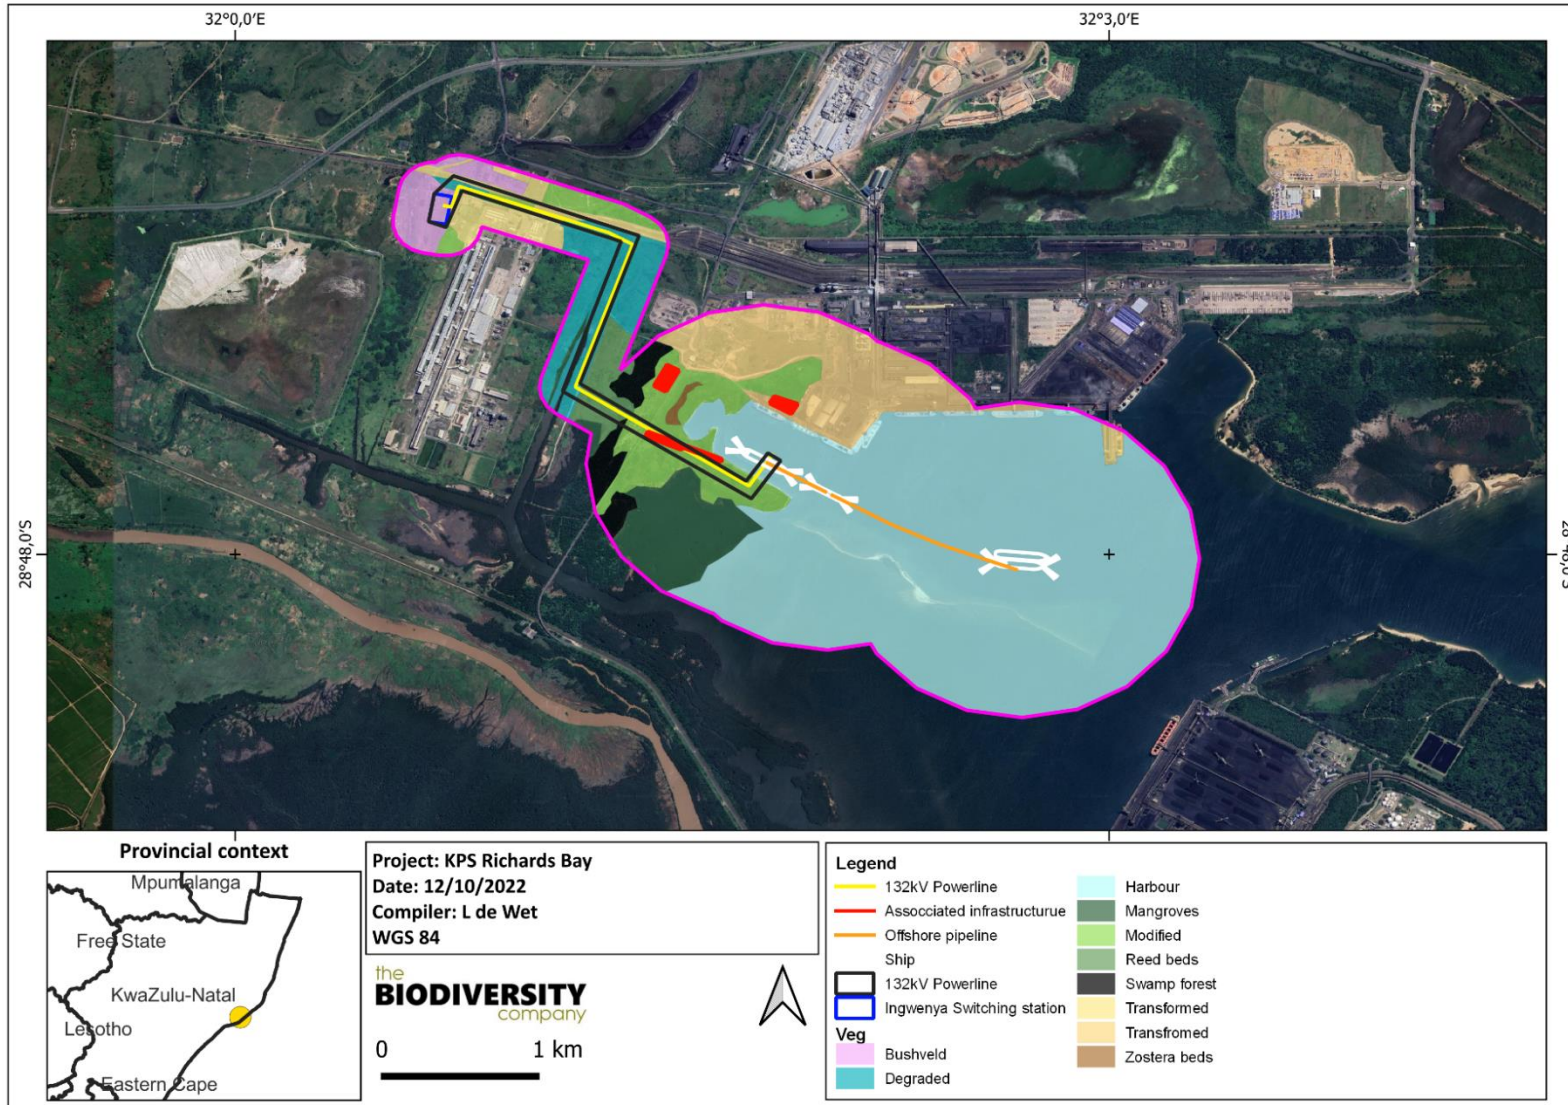 32°0,0'E
32°3,0'E
28°48,0'S
28°48,0'S
Provincial context
Mpumalanga
Free State
KwaZulu-Natal
Lesotho
Eastern Cape
Project: KPS Richards Bay
Date: 12/10/2022
Compiler: L de Wet
WGS 84
the
BIODIVERSITY
company
0 1 km
Legend
132kV Powerline
Assocciated infrastructurue
Offshore pipeline
Ship
132kV Powerline
Ingwenya Switching station
Veg
Bushveld
Degraded
Harbour
Mangroves
Modified
Reed beds
Swamp forest
Transformed
Transfromed
Zostera beds